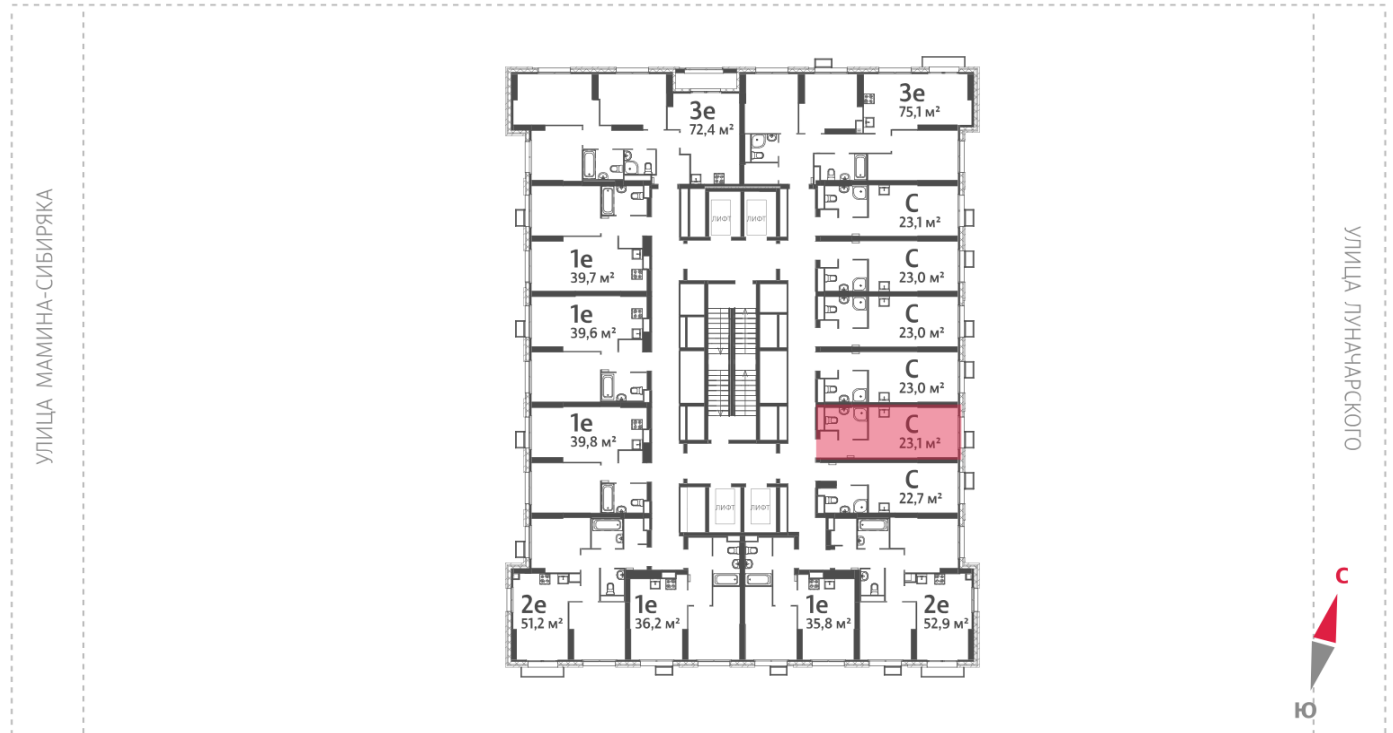 УЛИЦА МАМИНА-СИБИРЯКА
3е
72,4 м²
3е
75,1 м²
ЛИФТ
ЛИФТ
С
23,1 м²
1е
39,7 м²
С
23,0 м²
1е
39,6 м²
С
23,0 м²
С
23,0 м²
1е
39,8 м²
С
23,1 м²
С
22,7 м²
ЛИФТ
ЛИФТ
2е
51,2 м²
1е
36,2 м²
1е
35,8 м²
2е
52,9 м²
УЛИЦА ЛУНАЧАРСКОГО
С
Ю